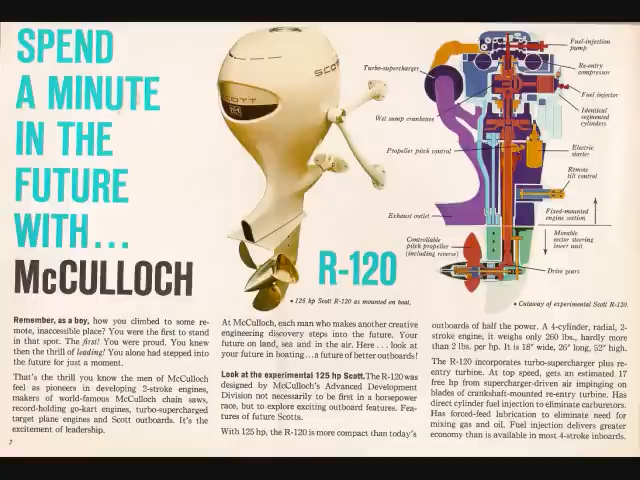 SPEND
A MINUTE
IN THE
FUTURE
WITH...
McCULLOCH
SCOTT
SCOTT
R-120
• 125 hp Scott R-120 as mounted on boat.
Fuel-injection
pump
Turbo-supercharger
Re-entry
compressor
Fuel injector
Wet sump crankcase
Identical
segmented
cylinders
Propeller pitch control
Electric
starter
Remote
tilt control
Exhaust outlet
Fixed-mounted
engine section
Controllable
pitch propeller
(including reverse)
Movable
sector steering
lower unit
Drive gears
• Cutaway of experimental Scott R-120.
Remember, as a boy, how you climbed to some re-
mote, inaccessible place? You were the first to stand
in that spot. The first! You were proud. You knew
then the thrill of leading! You alone had stepped into
the future for just a moment.
That's the thrill you know the men of McCulloch
feel as pioneers in developing 2-stroke engines,
makers of world-famous McCulloch chain saws,
record-holding go-kart engines, turbo-supercharged
target plane engines and Scott outboards. It's the
excitement of leadership.
2
At McCulloch, each man who makes another creative
engineering discovery steps into the future. Your
future on land, sea and in the air. Here . . . look at
your future in boating...a future of better outboards!
Look at the experimental 125 hp Scott. The R-120 was
designed by McCulloch's Advanced Development
Division not necessarily to be first in a horsepower
race, but to explore exciting outboard features. Fea-
tures of future Scotts.
With 125 hp, the R-120 is more compact than today's
outboards of half the power. A 4-cylinder, radial, 2-
stroke engine, it weighs only 260 lbs., hardly more
than 2 lbs. per hp. It is 18" wide, 26" long, 52" high.
The R-120 incorporates turbo-supercharger plus re-
entry turbine. At top speed, gets an estimated 17
free hp from supercharger-driven air impinging on
blades of crankshaft-mounted re-entry turbine. Has
direct cylinder fuel injection to eliminate carburetors.
Has forced-feed lubrication to eliminate need for
mixing gas and oil. Fuel injection delivers greater
economy than is available in most 4-stroke inboards.